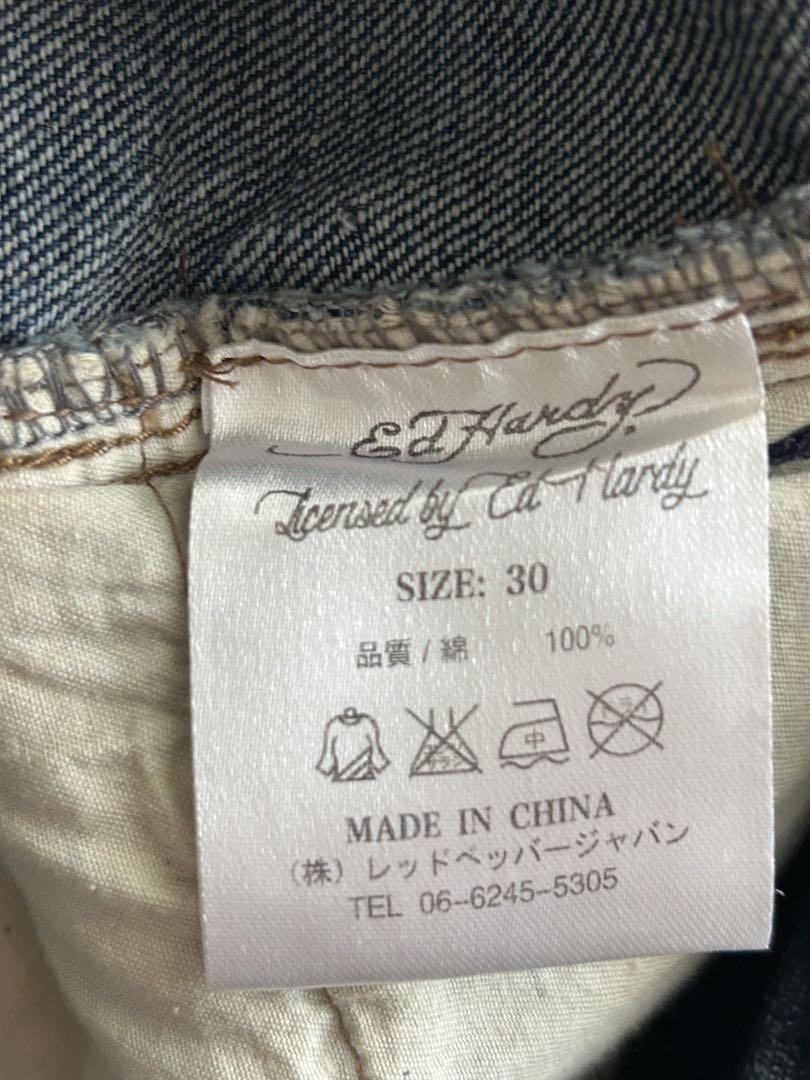 Ed Hardy
Licensed by Ed Hardy
SIZE: 30
品質 / 綿 100%
中
MADE IN CHINA
(株) レッドペッパージャパン
TEL 06-6245-5305